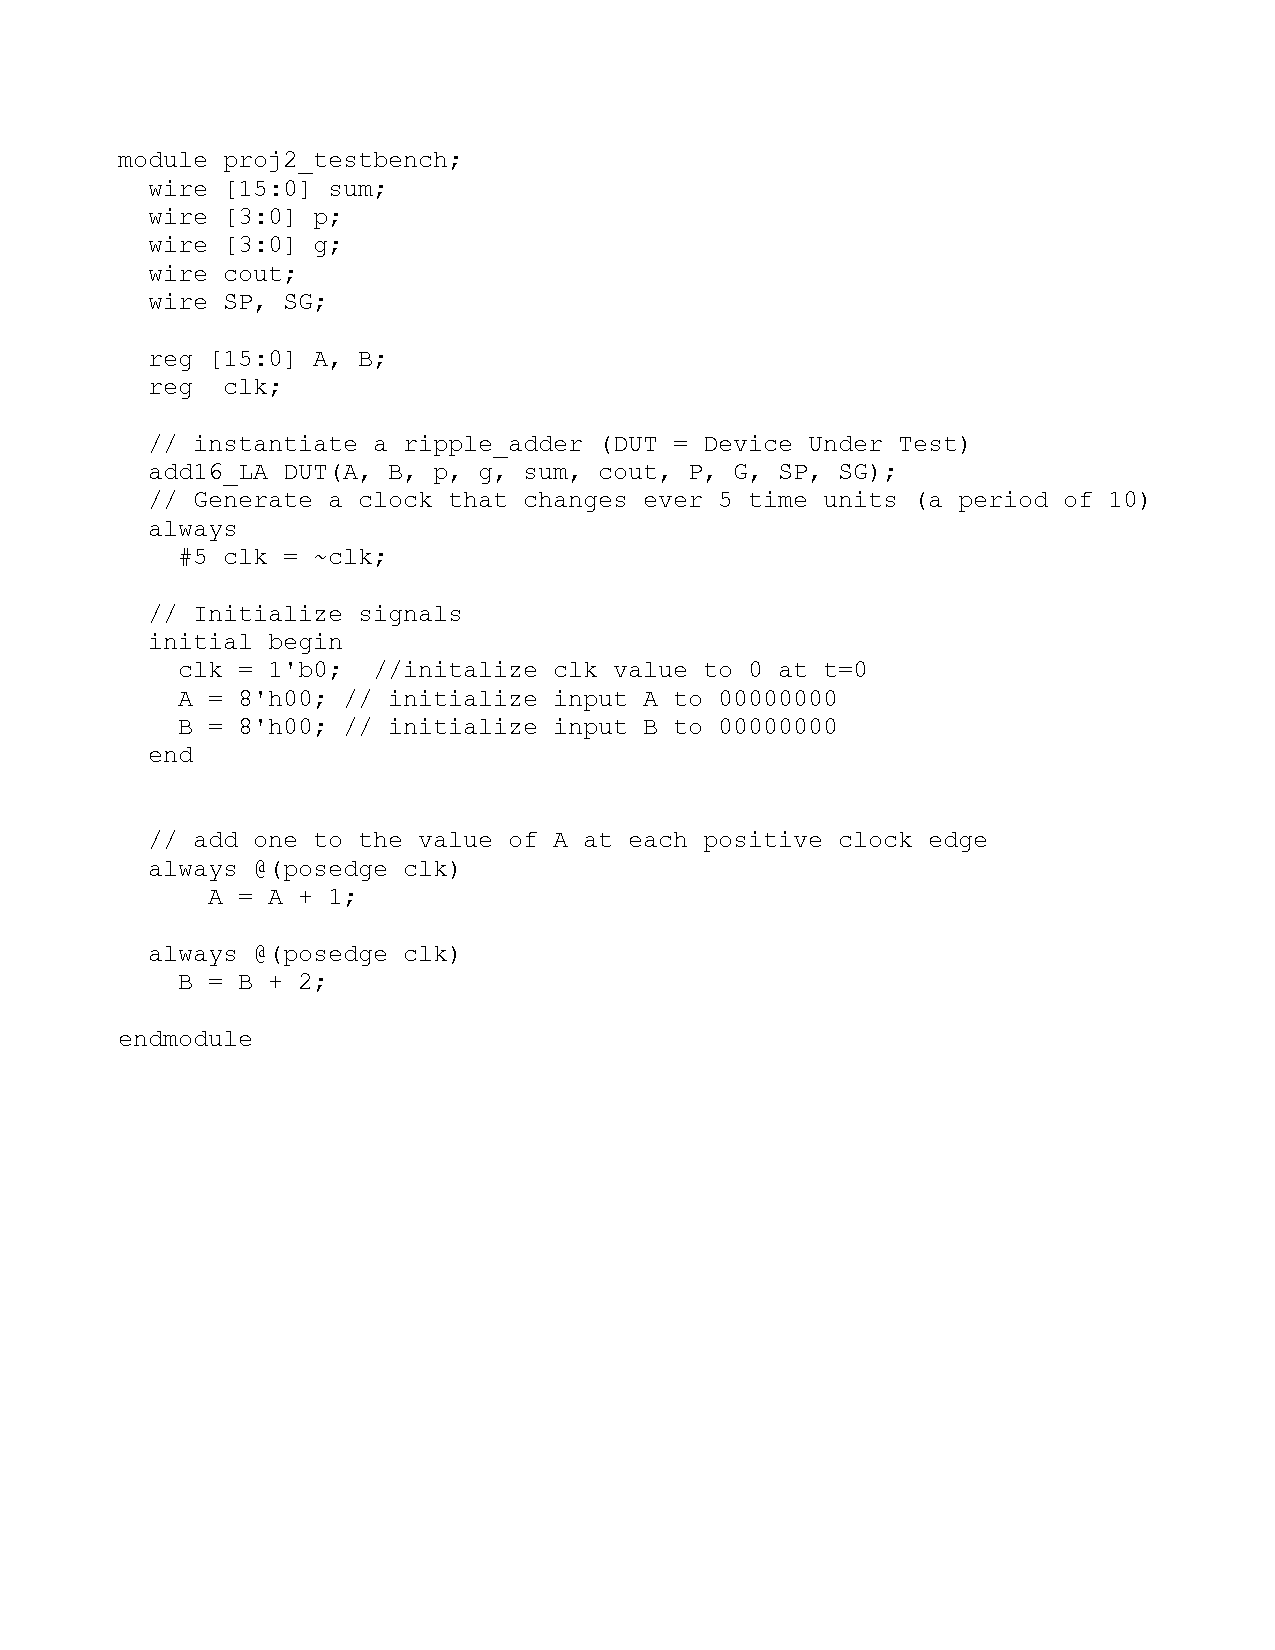 module proj2_testbench;
  wire [15:0] sum;
  wire [3:0] p;
  wire [3:0] g;
  wire cout;
  wire SP, SG;

  reg [15:0] A, B;
  reg  clk;

  // instantiate a ripple_adder (DUT = Device Under Test)
  add16_LA DUT(A, B, p, g, sum, cout, P, G, SP, SG);
  // Generate a clock that changes ever 5 time units (a period of 10)
  always
    #5 clk = ~clk;

  // Initialize signals
  initial begin
    clk = 1'b0;  //initalize clk value to 0 at t=0
    A = 8'h00; // initialize input A to 00000000
    B = 8'h00; // initialize input B to 00000000
  end


  // add one to the value of A at each positive clock edge
  always @(posedge clk)
      A = A + 1;

  always @(posedge clk)
    B = B + 2;

endmodule